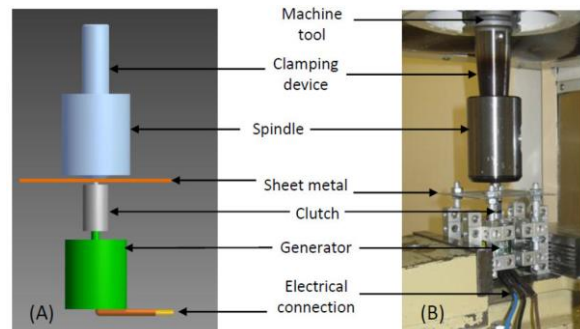 Machine
tool
Clamping
device
Spindle
Sheet metal
Clutch
Generator
Electrical
connection
(A)
(B)